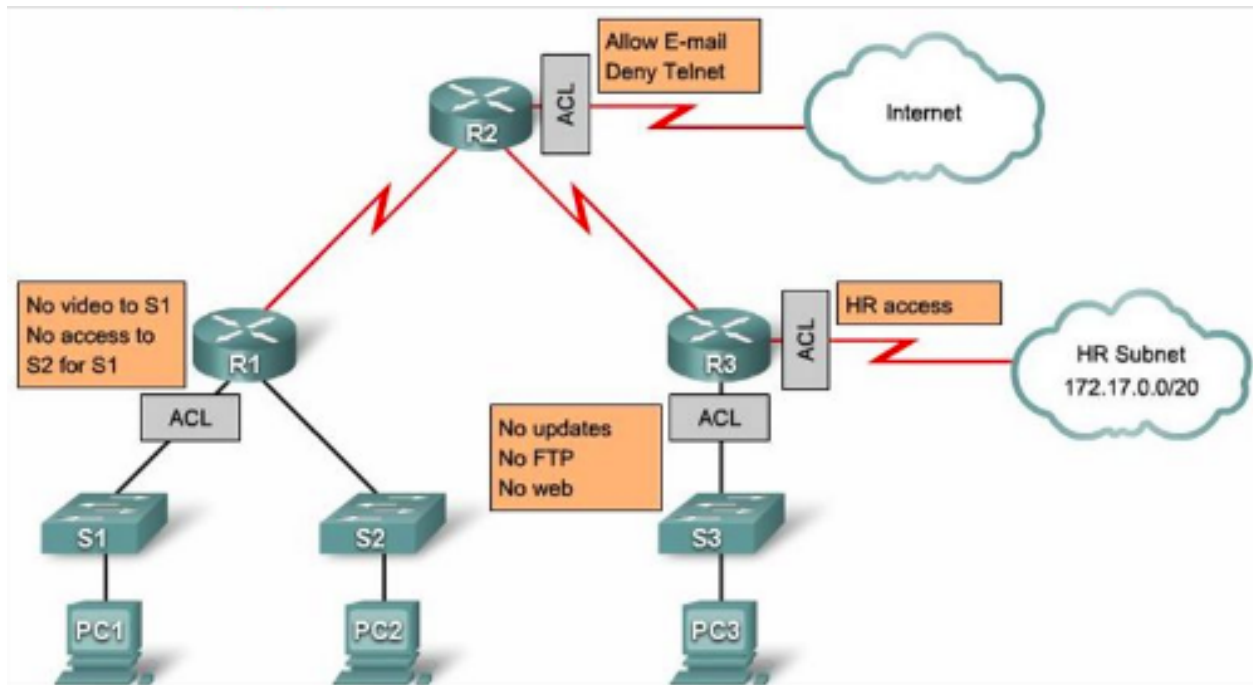 Allow E-mail
Deny Telnet
ACL
Internet
R2
No video to S1
No access to
S2 for S1
R1
ACL
HR access
ACL
R3
HR Subnet
172.17.0.0/20
No updates
No FTP
No web
ACL
S1
S2
S3
PC1
PC2
PC3